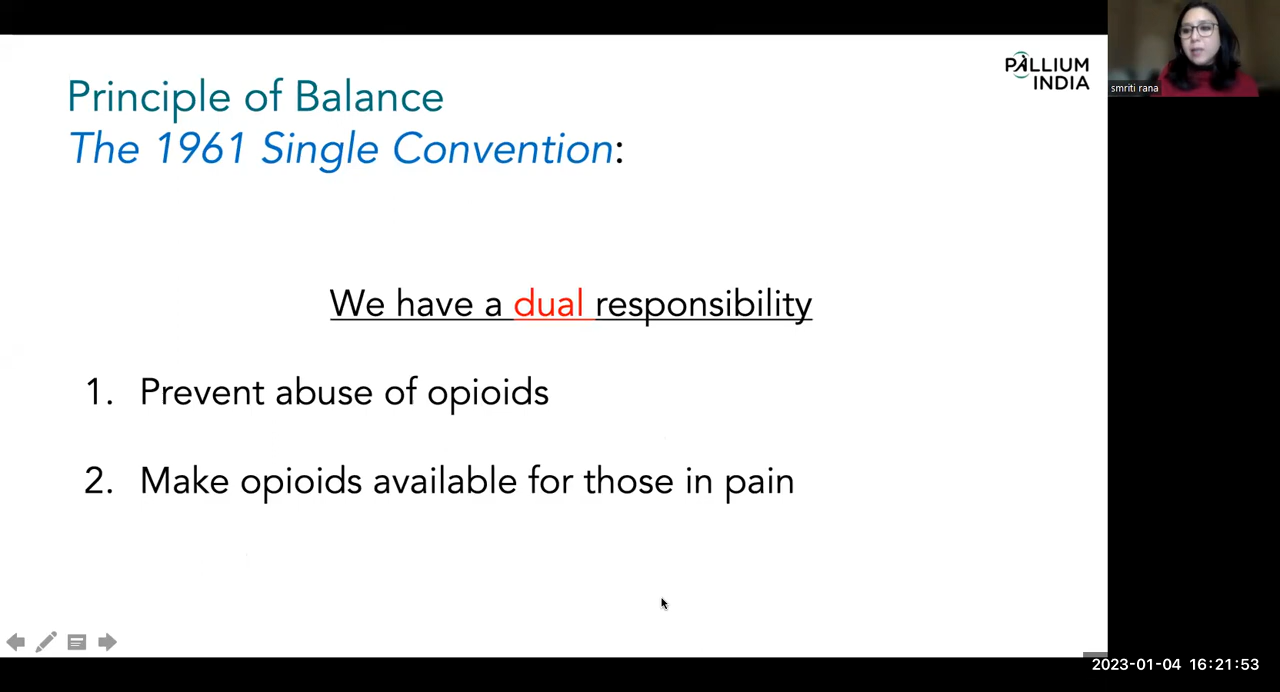 Principle of Balance
The 1961 Single Convention:
PALLIUM
INDIA
smriti rana
We have a dual responsibility
1. Prevent abuse of opioids
2. Make opioids available for those in pain
2023-01-04 16:21:53